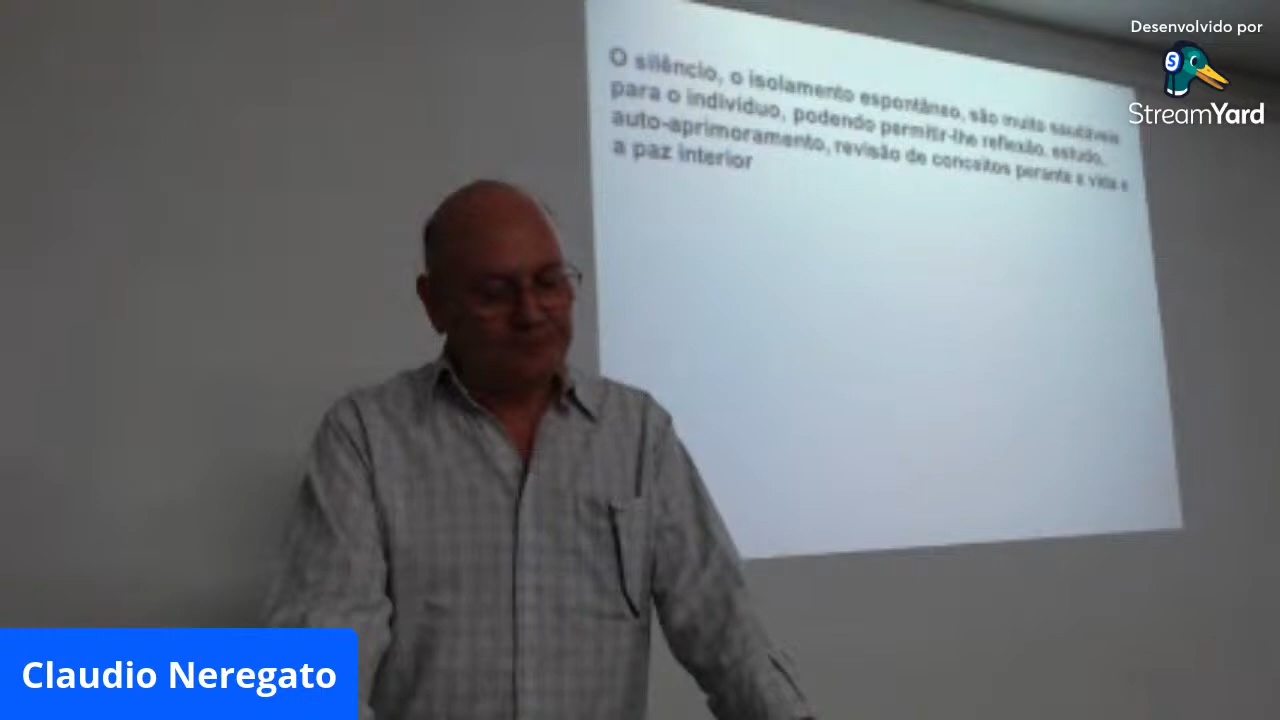 Desenvolvido por
StreamYard
O silêncio, o isolamento espontâneo, são muito saudáveis
para o indivíduo, podendo permitir-lhe reflexão, estudo,
auto-aprimoramento, revisão de conceitos perante a vida e
a paz interior
Claudio Neregato